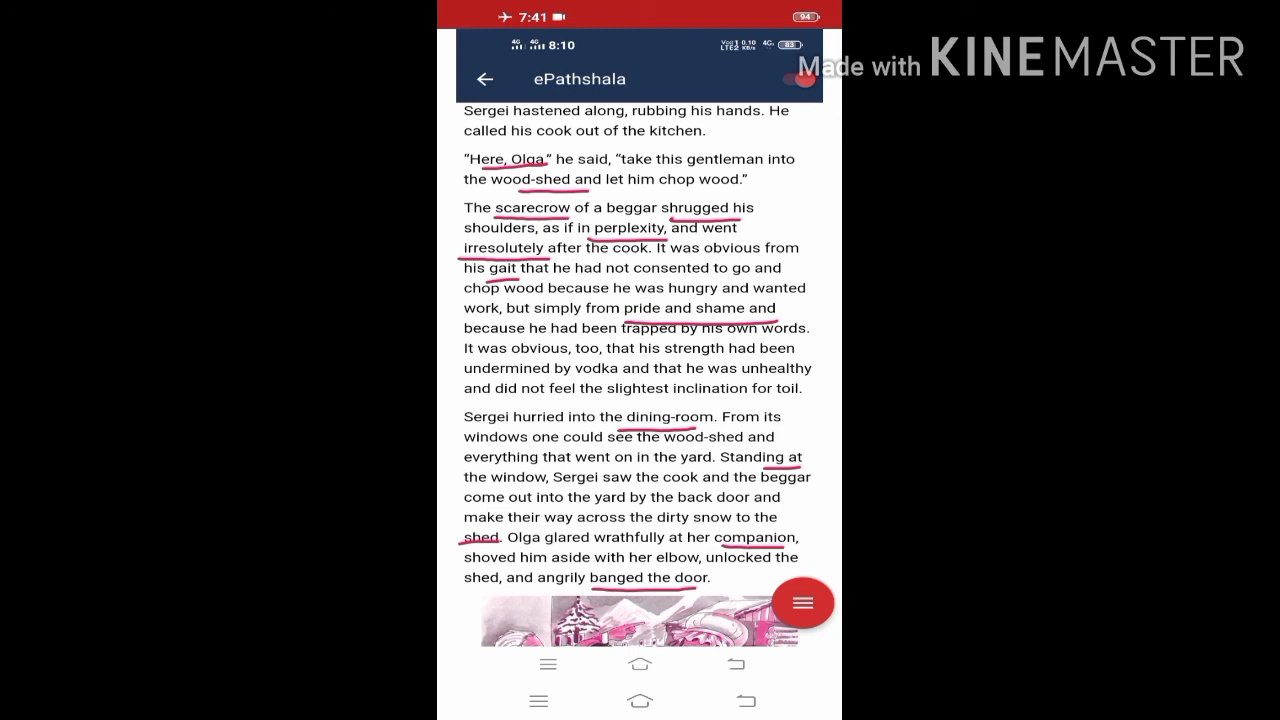 7:41
94
4G 4G 8:10
Vo) 1 0.10
LTE2 KB/s
4G 83
Made with KINEMASTER
ePathshala
Sergei hastened along, rubbing his hands. He
called his cook out of the kitchen.
“Here, Olga,” he said, “take this gentleman into
the wood-shed and let him chop wood.”
The scarecrow of a beggar shrugged his
shoulders, as if in perplexity, and went
irresolutely after the cook. It was obvious from
his gait that he had not consented to go and
chop wood because he was hungry and wanted
work, but simply from pride and shame and
because he had been trapped by his own words.
It was obvious, too, that his strength had been
undermined by vodka and that he was unhealthy
and did not feel the slightest inclination for toil.
Sergei hurried into the dining-room. From its
windows one could see the wood-shed and
everything that went on in the yard. Standing at
the window, Sergei saw the cook and the beggar
come out into the yard by the back door and
make their way across the dirty snow to the
shed. Olga glared wrathfully at her companion,
shoved him aside with her elbow, unlocked the
shed, and angrily banged the door.